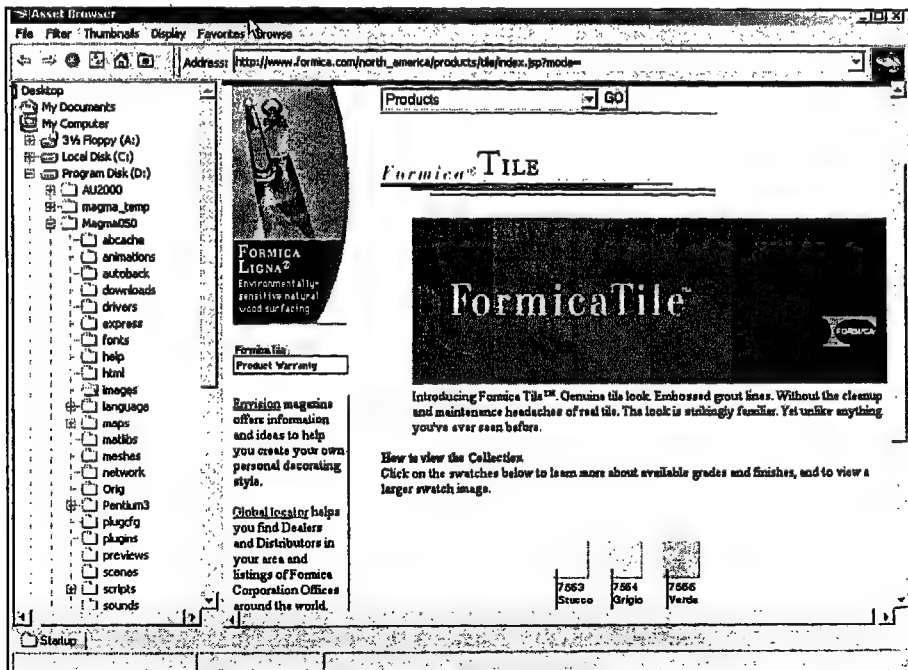 Asset Browser
File Filter Thumbnails Display Favorites Browse
Address: http://www.formica.com/north_america/products/tile/index.jsp?mode=
Desktop
My Documents
My Computer
3½ Floppy (A:)
Local Disk (C:)
Program Disk (D:)
AU2000
magma_temp
Magma050
abcache
animations
autoback
downloads
drivers
express
fonts
help
html
images
language
maps
matlibs
meshes
network
Orig
Pentium3
plugcfg
plugins
previews
scenes
scripts
sounds
FORMICA
LIGNA²
Environmentally-
sensitive natural
wood surfacing
FormicaTile
Product Warranty
Envision magazine
offers information
and ideas to help
you create your own
personal decorating
style.
Global locator helps
you find Dealers
and Distributors in
your area and
listings of Formica
Corporation Offices
around the world.
Products GO
Formica® TILE
FormicaTile™
FORMICA
Introducing Formica Tile™. Genuine tile look. Embossed grout lines. Without the cleanup
and maintenance headaches of real tile. The look is strikingly familiar. Yet unlike anything
you've ever seen before.
How to view the Collection
Click on the swatches below to learn more about available grades and finishes, and to view a
larger swatch image.
7563 7564 7566
Stucco Grigio Verde
Startup